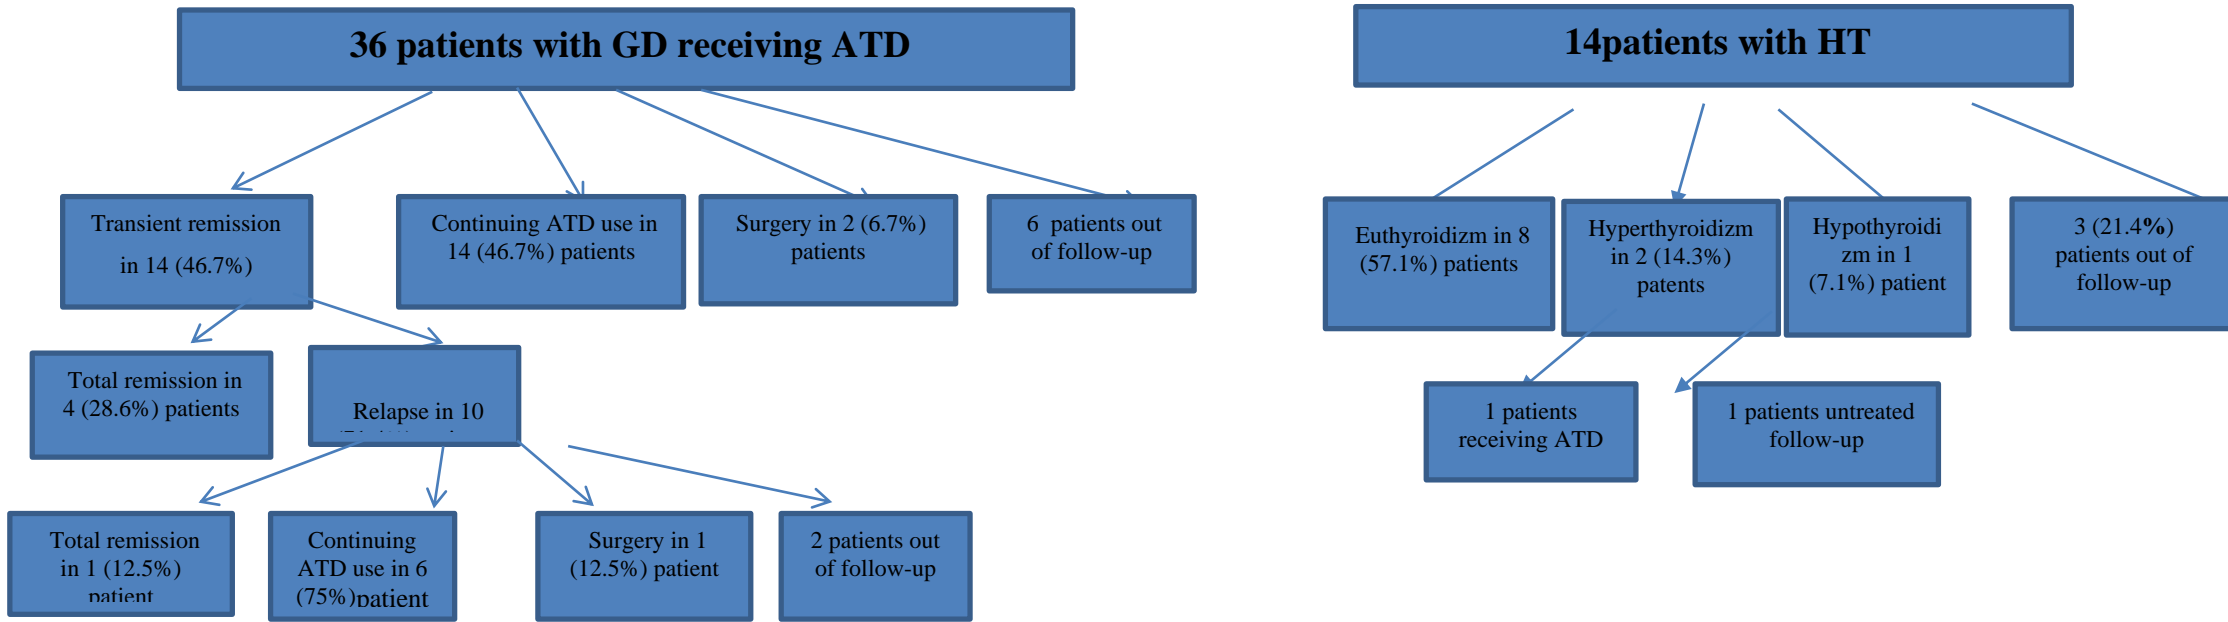 36 patients with GD receiving ATD
14patients with HT
Transient remission
in 14 (46.7%)
Continuing ATD use in
14 (46.7%) patients
Surgery in 2 (6.7%)
patients
6 patients out
of follow-up
Euthyroidizm in 8
(57.1%) patients
Hyperthyroidizm
in 2 (14.3%)
patents
Hypothyroidi
zm in 1
(7.1%) patient
3 (21.4%)
patients out of
follow-up
Total remission in
4 (28.6%) patients
Relapse in 10
1 patients
receiving ATD
1 patients untreated
follow-up
Total remission
in 1 (12.5%)
patient
Continuing
ATD use in 6
(75%)patient
Surgery in 1
(12.5%) patient
2 patients out
of follow-up